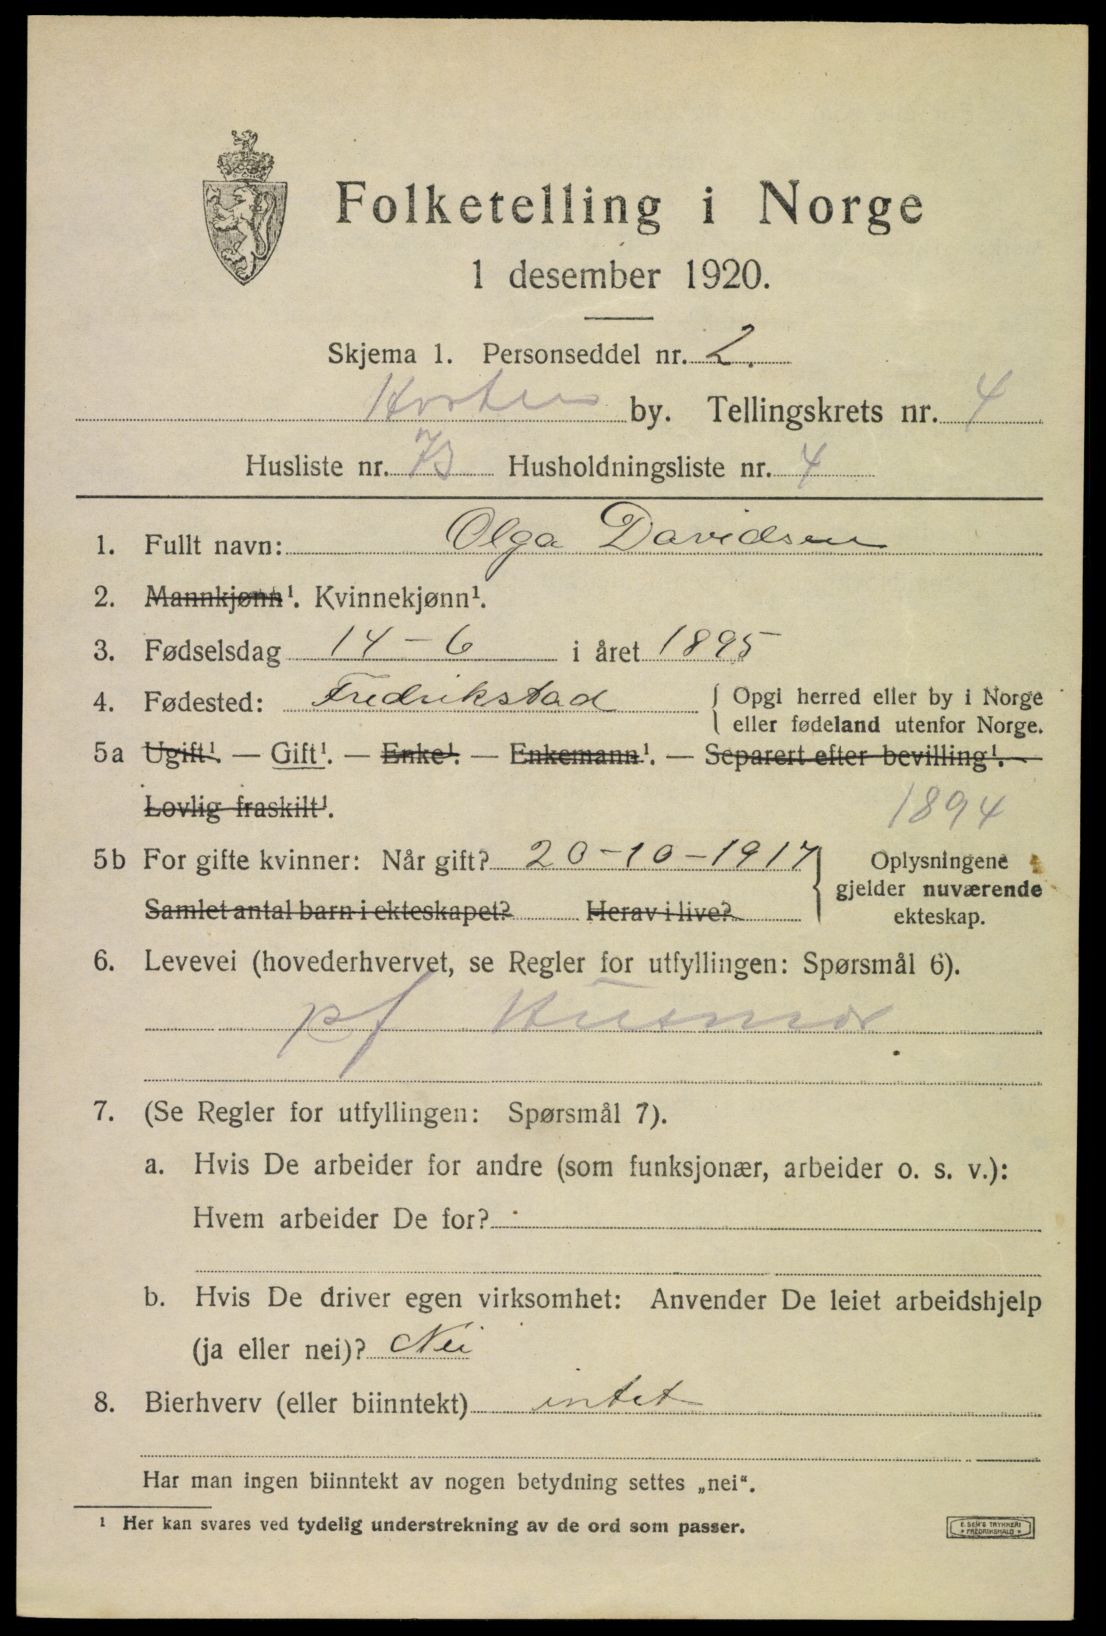 Folketelling i Norge
1 desember 1920.
Skjema 1. Personseddel nr. 2.
Horten by. Tellingskrets nr. 4
Husliste nr. 73 Husholdningsliste nr. 4
1. Fullt navn: Olga Davidsen
2. Mannkjønn¹. Kvinnekjønn¹.
3. Fødselsdag 14 - 6 i året 1895
4. Fødested: Fredrikstad { Opgi herred eller by i Norge
eller fødeland utenfor Norge.
5a Ugift¹. — Gift¹. — Enke¹. — Enkemann¹. — Separert efter bevilling¹. —
Lovlig fraskilt¹. 1894
5b For gifte kvinner: Når gift? 20-10-1917 } Oplysningene
gjelder nuværende
Samlet antal barn i ekteskapet? Herav i live? ekteskap.
6. Levevei (hovederhvervet, se Regler for utfyllingen: Spørsmål 6).
pf Husmor
7. (Se Regler for utfyllingen: Spørsmål 7).
a. Hvis De arbeider for andre (som funksjonær, arbeider o. s. v.):
Hvem arbeider De for?
b. Hvis De driver egen virksomhet: Anvender De leiet arbeidshjelp
(ja eller nei)? Nei
8. Bierhverv (eller biinntekt) intet
Har man ingen biinntekt av nogen betydning settes „nei“.
¹ Her kan svares ved tydelig understrekning av de ord som passer.
E. SEM'S TRYKKERI
* FREDRIKSHALD *